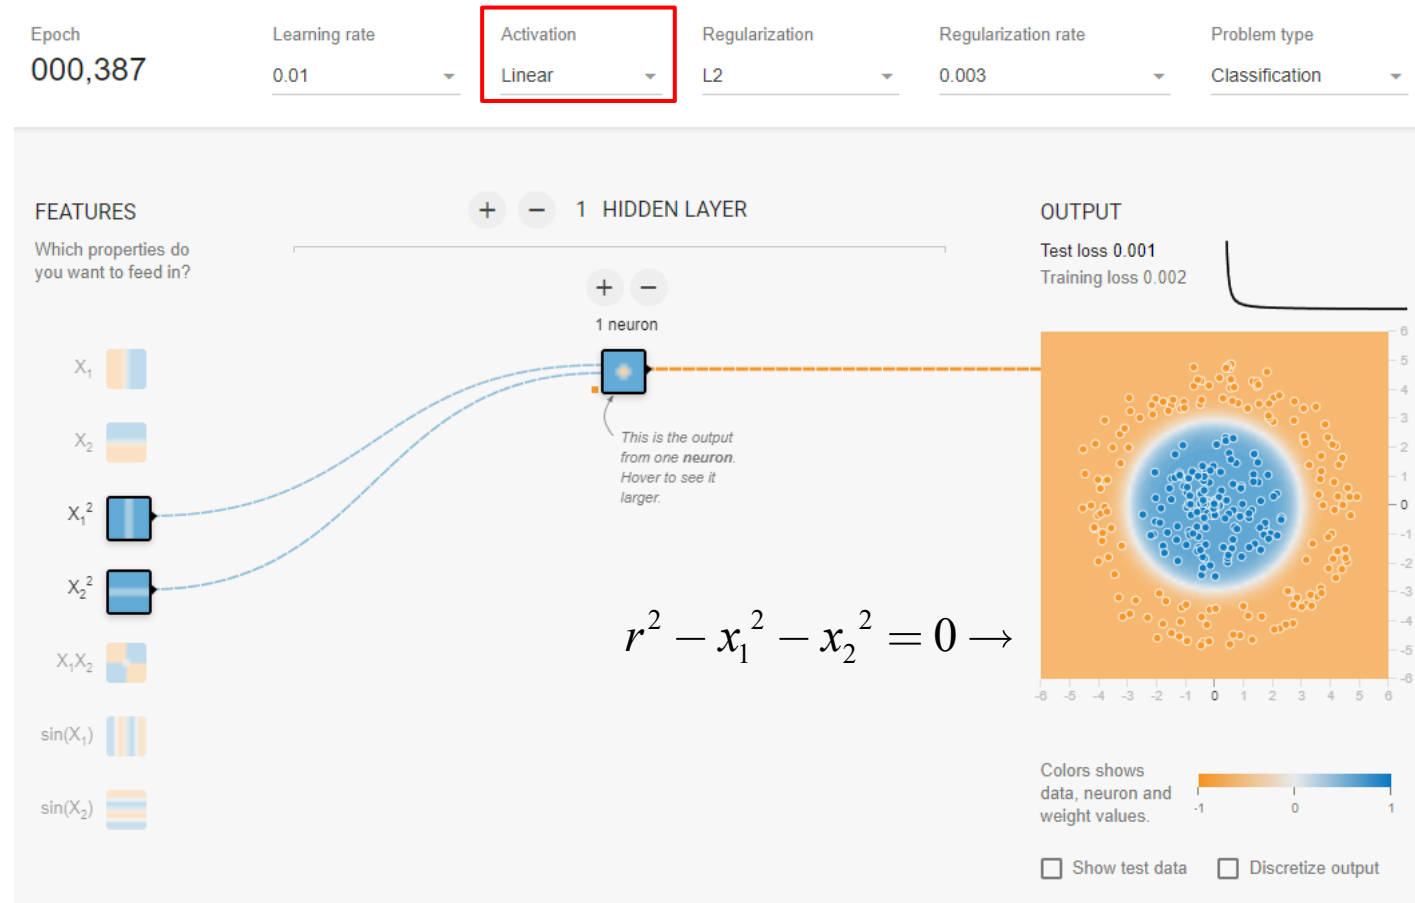 Epoch
000,387
Learning rate
0.01
Activation
Linear
Regularization
L2
Regularization rate
0.003
Problem type
Classification
FEATURES
Which properties do
you want to feed in?
+ − 1 HIDDEN LAYER
+ −
1 neuron
This is the output
from one neuron.
Hover to see it
larger.
X₁
X₂
X₁²
X₂²
X₁X₂
sin(X₁)
sin(X₂)
r² − x₁² − x₂² = 0 →
OUTPUT
Test loss 0.001
Training loss 0.002
6
5
4
3
2
1
0
-1
-2
-3
-4
-5
-6
-6 -5 -4 -3 -2 -1 0 1 2 3 4 5 6
Colors shows
data, neuron and
weight values.
-1 0 1
Show test data
Discretize output